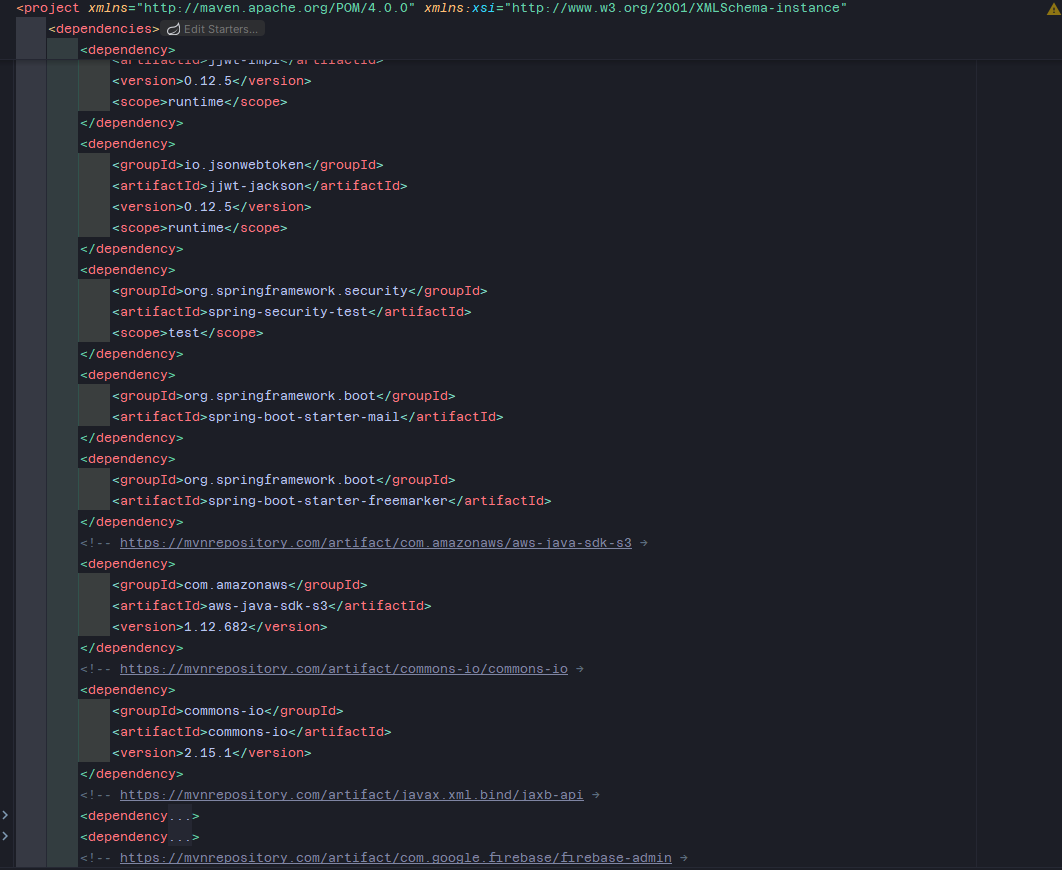 <project xmlns="http://maven.apache.org/POM/4.0.0" xmlns:xsi="http://www.w3.org/2001/XMLSchema-instance"
<dependencies> Edit Starters...
<dependency>
<artifactId>jjwt-impl</artifactId>
<version>0.12.5</version>
<scope>runtime</scope>
</dependency>
<dependency>
<groupId>io.jsonwebtoken</groupId>
<artifactId>jjwt-jackson</artifactId>
<version>0.12.5</version>
<scope>runtime</scope>
</dependency>
<dependency>
<groupId>org.springframework.security</groupId>
<artifactId>spring-security-test</artifactId>
<scope>test</scope>
</dependency>
<dependency>
<groupId>org.springframework.boot</groupId>
<artifactId>spring-boot-starter-mail</artifactId>
</dependency>
<dependency>
<groupId>org.springframework.boot</groupId>
<artifactId>spring-boot-starter-freemarker</artifactId>
</dependency>
<!-- https://mvnrepository.com/artifact/com.amazonaws/aws-java-sdk-s3 →
<dependency>
<groupId>com.amazonaws</groupId>
<artifactId>aws-java-sdk-s3</artifactId>
<version>1.12.682</version>
</dependency>
<!-- https://mvnrepository.com/artifact/commons-io/commons-io →
<dependency>
<groupId>commons-io</groupId>
<artifactId>commons-io</artifactId>
<version>2.15.1</version>
</dependency>
<!-- https://mvnrepository.com/artifact/javax.xml.bind/jaxb-api →
<dependency...>
<dependency...>
<!-- https://mvnrepository.com/artifact/com.google.firebase/firebase-admin →